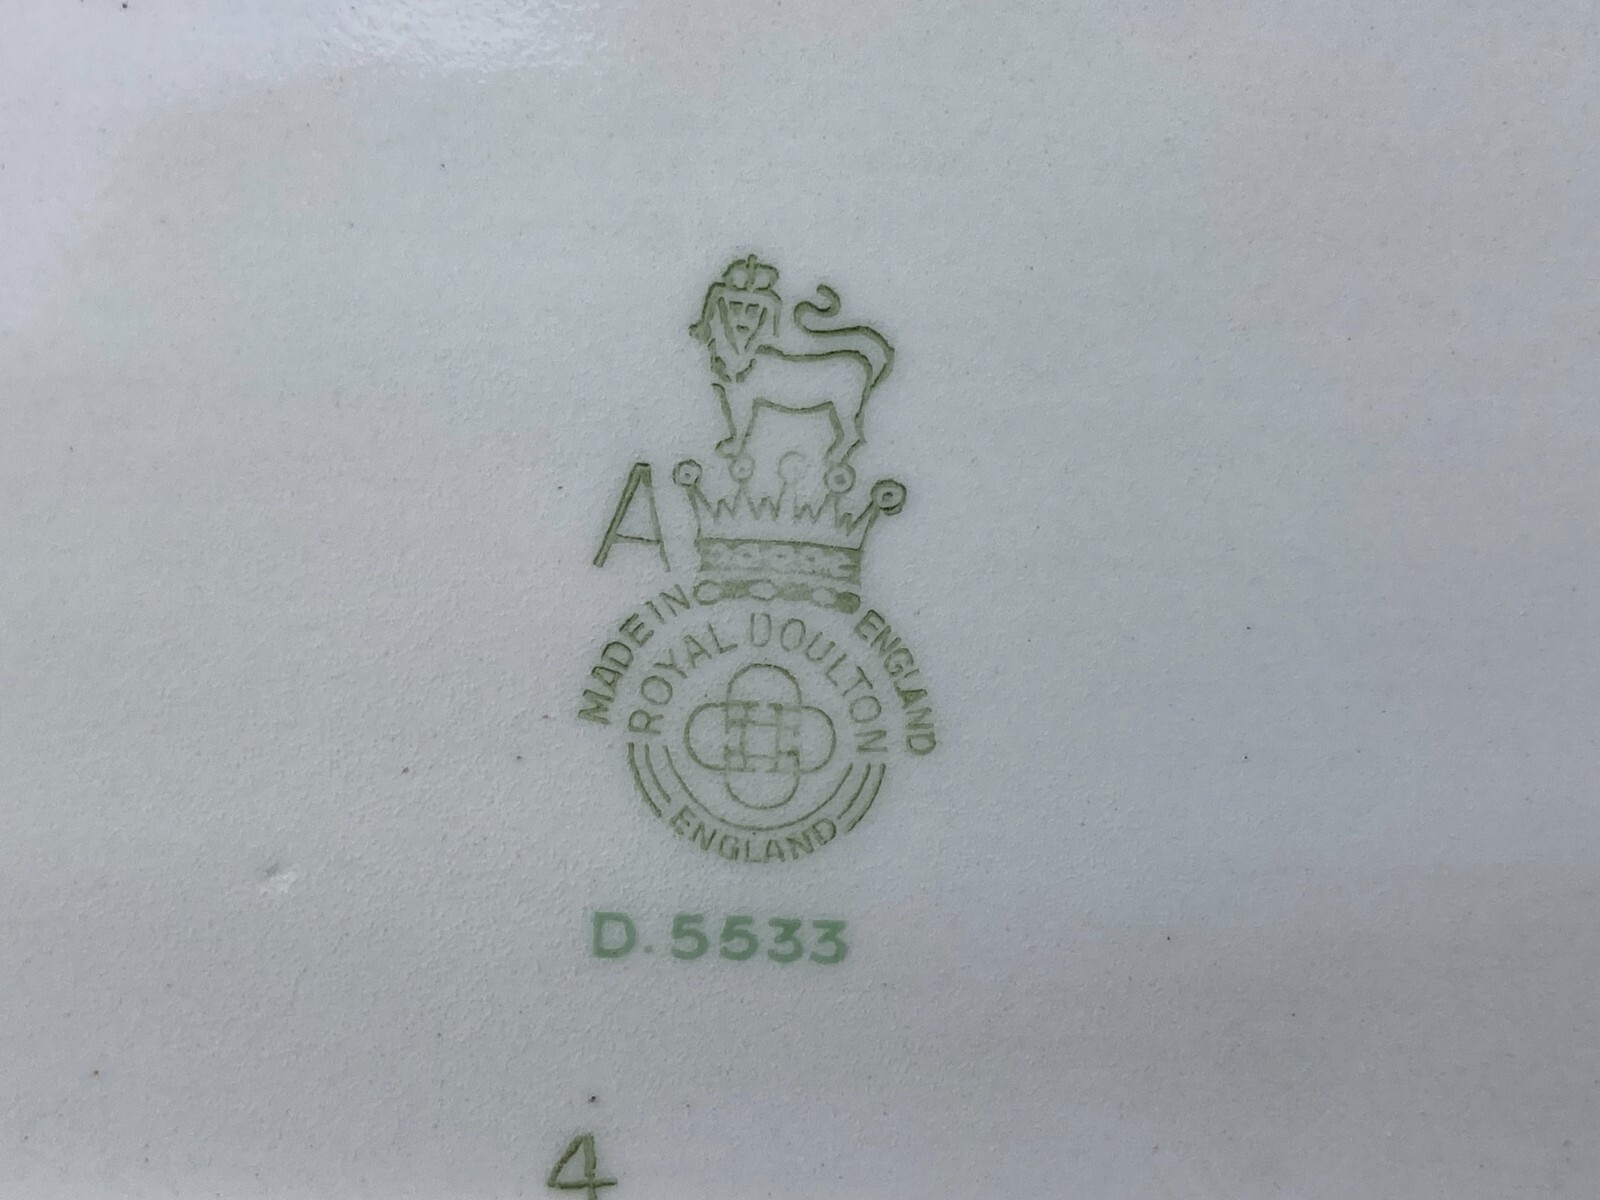 A
MADE IN ENGLAND
ROYAL DOULTON
ENGLAND
D.5533
4